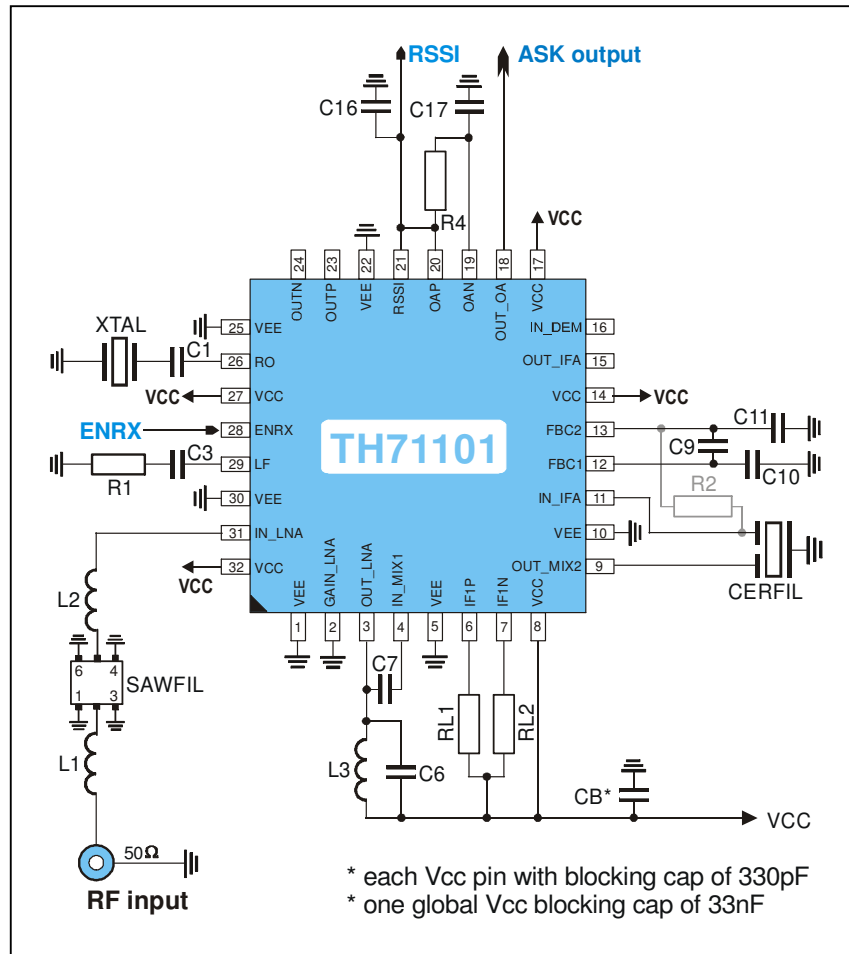 RSSI
ASK output
C16
C17
R4
VCC
24
23
22
21
20
19
18
17
OUTN
OUTP
VEE
RSSI
OAP
OAN
OUT_OA
VCC
XTAL
C1
25 VEE
26 RO
VCC 27 VCC
ENRX 28 ENRX
R1 C3 29 LF
30 VEE
31 IN_LNA
VCC 32 VCC
IN_DEM 16
OUT_IFA 15
VCC 14 VCC
FBC2 13
C11
C9
FBC1 12
C10
IN_IFA 11
R2
VEE 10
OUT_MIX2 9
CERFIL
TH71101
VEE
GAIN_LNA
OUT_LNA
IN_MIX1
VEE
IF1P
IF1N
VCC
1
2
3
4
5
6
7
8
L2
6 4
1 3
SAWFIL
L1
C7
RL1
RL2
L3
C6
CB*
VCC
50Ω
RF input
* each Vcc pin with blocking cap of 330pF
* one global Vcc blocking cap of 33nF